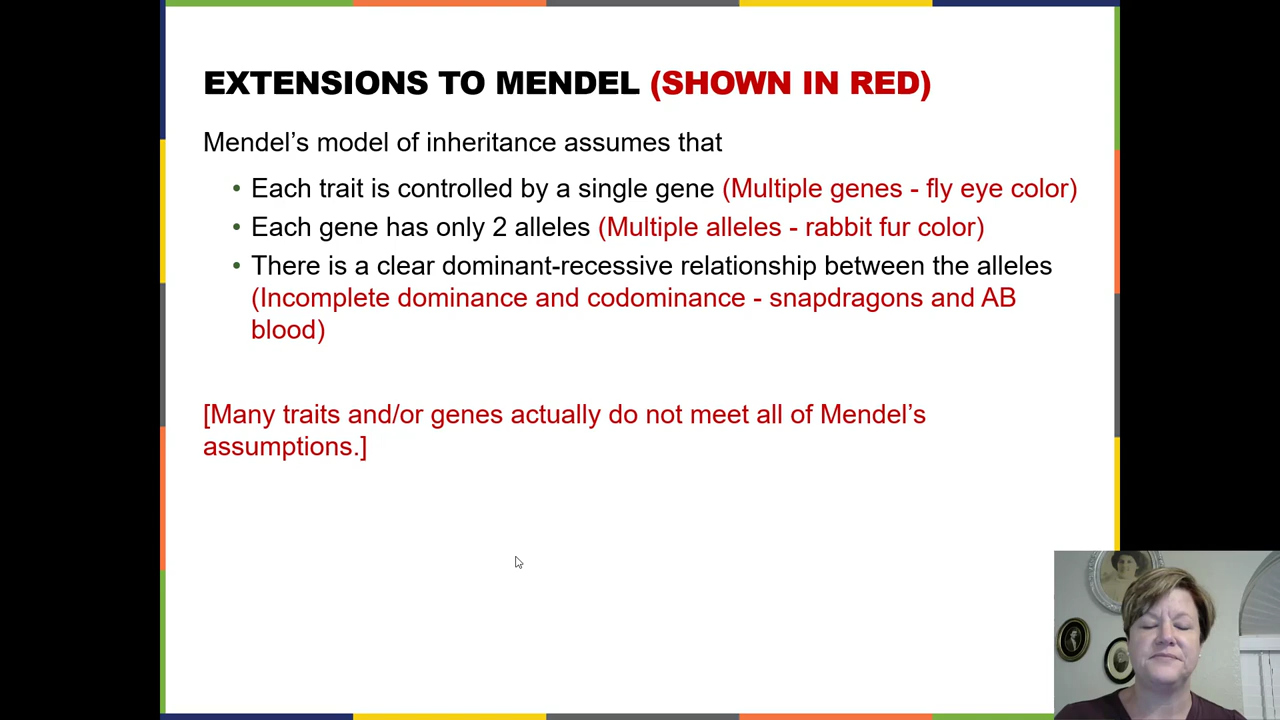 EXTENSIONS TO MENDEL (SHOWN IN RED)
Mendel’s model of inheritance assumes that
• Each trait is controlled by a single gene (Multiple genes - fly eye color)
• Each gene has only 2 alleles (Multiple alleles - rabbit fur color)
• There is a clear dominant-recessive relationship between the alleles
(Incomplete dominance and codominance - snapdragons and AB
blood)
[Many traits and/or genes actually do not meet all of Mendel’s
assumptions.]